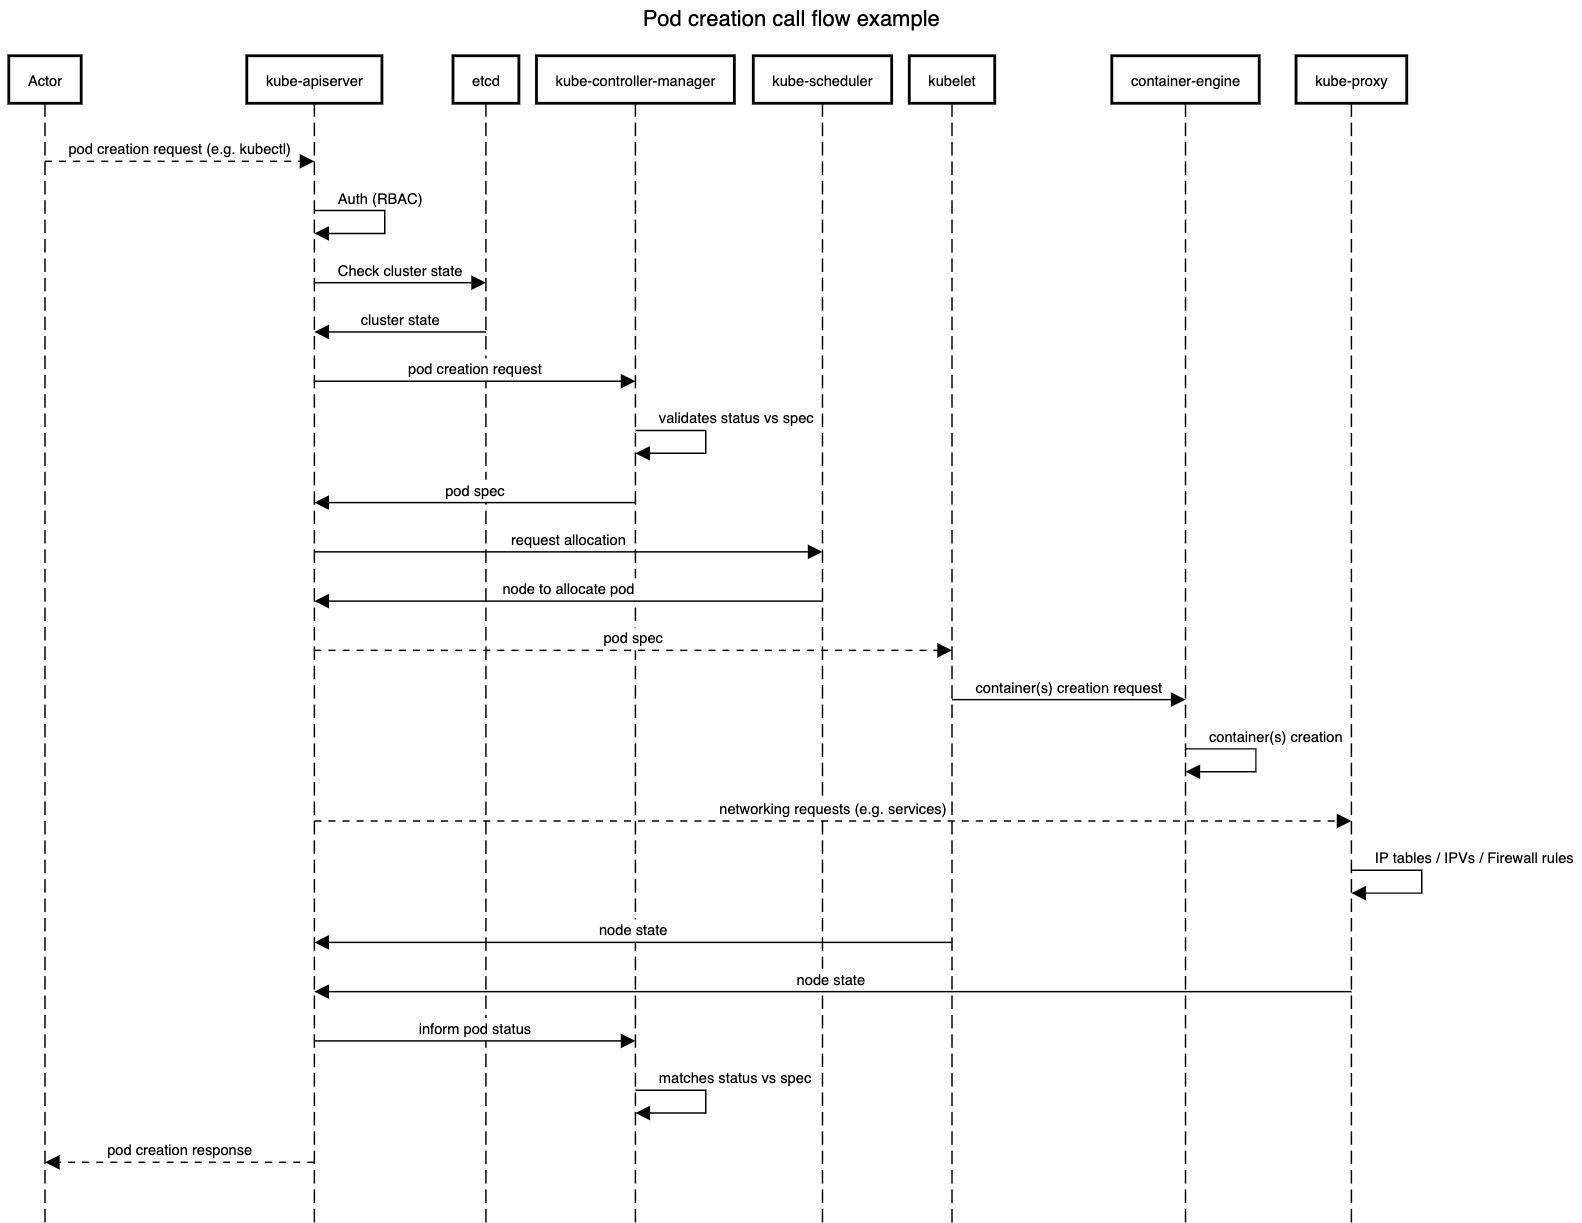 Pod creation call flow example
Actor
kube-apiserver
etcd
kube-controller-manager
kube-scheduler
kubelet
container-engine
kube-proxy
pod creation request (e.g. kubectl)
Auth (RBAC)
Check cluster state
cluster state
pod creation request
validates status vs spec
pod spec
request allocation
node to allocate pod
pod spec
container(s) creation request
container(s) creation
networking requests (e.g. services)
IP tables / IPVs / Firewall rules
node state
node state
inform pod status
matches status vs spec
pod creation response